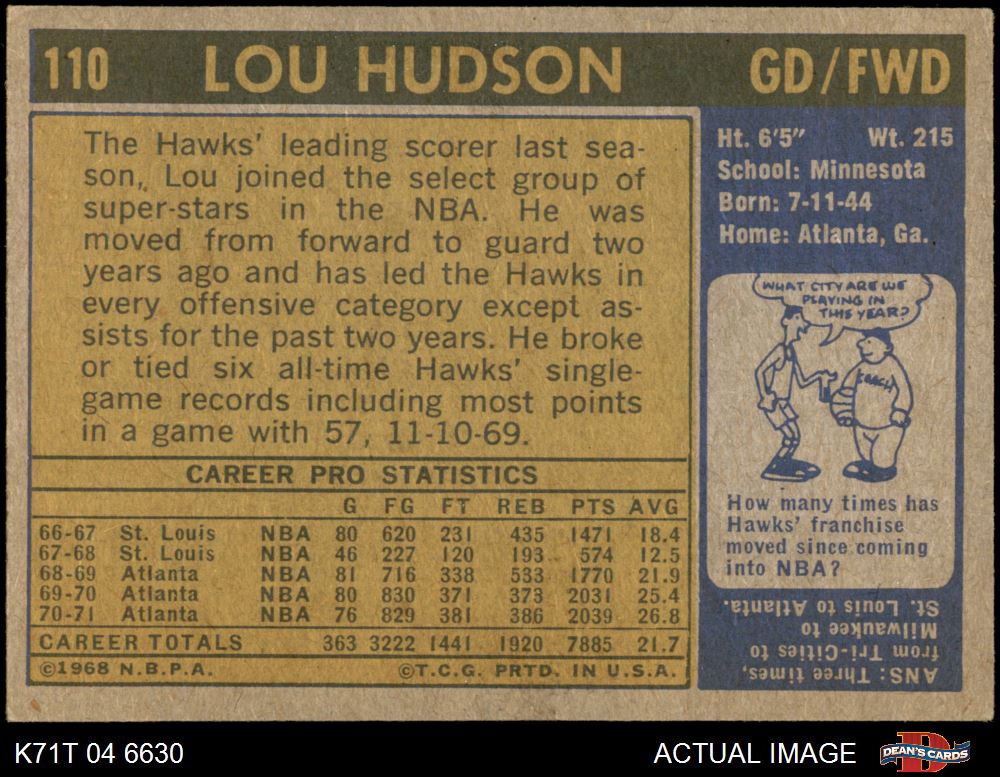 110 LOU HUDSON GD/FWD
The Hawks' leading scorer last sea-
son, Lou joined the select group of
super-stars in the NBA. He was
moved from forward to guard two
years ago and has led the Hawks in
every offensive category except as-
sists for the past two years. He broke
or tied six all-time Hawks' single-
game records including most points
in a game with 57, 11-10-69.
CAREER PRO STATISTICS
G FG FT REB PTS AVG
66-67 St. Louis NBA 80 620 231 435 1471 18.4
67-68 St. Louis NBA 46 227 120 193 574 12.5
68-69 Atlanta NBA 81 716 338 533 1770 21.9
69-70 Atlanta NBA 80 830 371 373 2031 25.4
70-71 Atlanta NBA 76 829 381 386 2039 26.8
CAREER TOTALS 363 3222 1441 1920 7885 21.7
©1968 N.B.P.A. ©T.C.G. PRTD. IN U.S.A.
Ht. 6'5" Wt. 215
School: Minnesota
Born: 7-11-44
Home: Atlanta, Ga.
WHAT CITY ARE WE
PLAYING IN
THIS YEAR?
COACH
How many times has
Hawks' franchise
moved since coming
into NBA?
ANS: Three times,
from Tri-Cities to
Milwaukee to
St. Louis to Atlanta.
K71T 04 6630 ACTUAL IMAGE DEAN'S CARDS